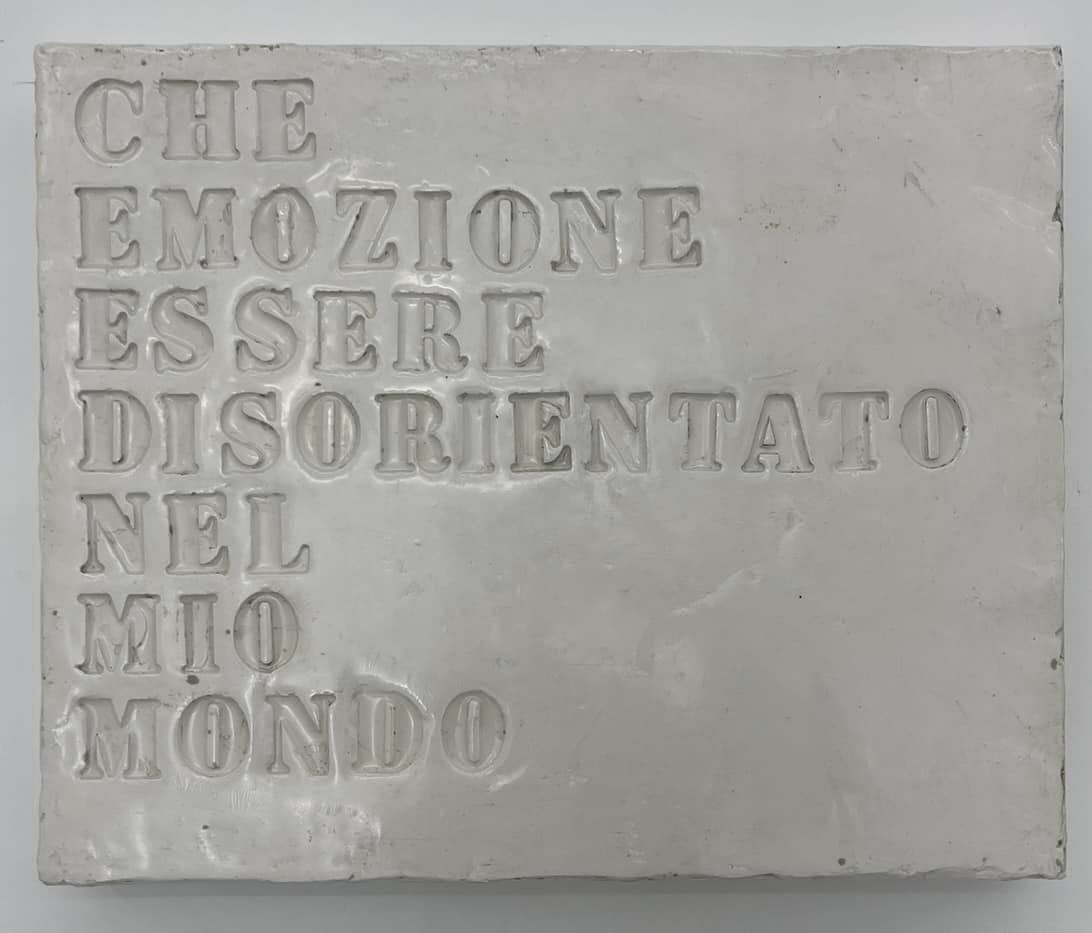 CHE
EMOZIONE
ESSERE
DISORIENTATO
NEL
MIO
MONDO